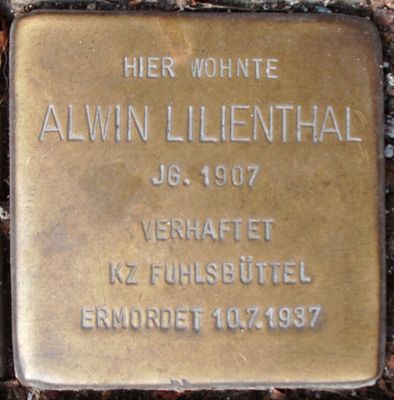 HIER WOHNTE
ALWIN LILIENTHAL
JG. 1907
VERHAFTET
KZ FUHLSBÜTTEL
ERMORDET 10.7.1937